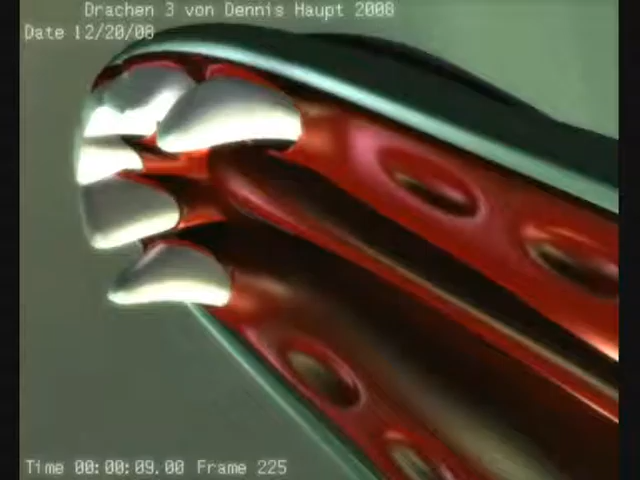 Drachen 3 von Dennis Haupt 2008
Date 12/20/08
Time 00:00:09.00 Frame 225